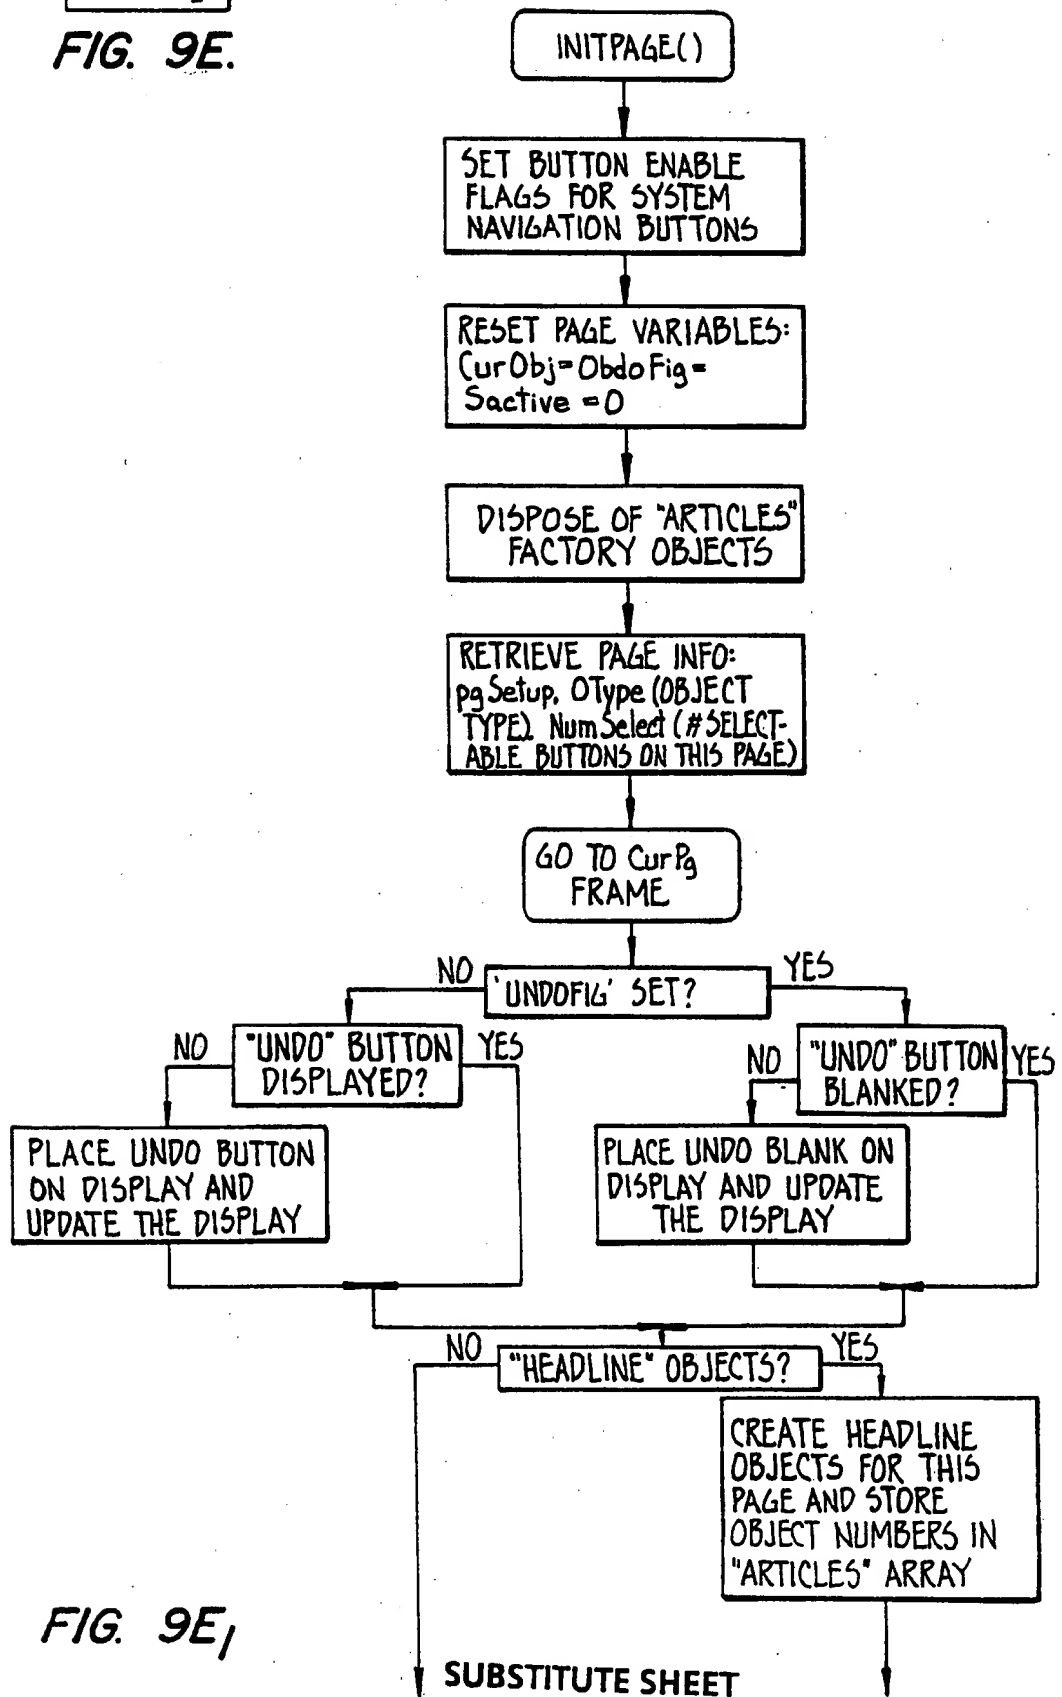 FIG. 9E.
INITPAGE()
SET BUTTON ENABLE
FLAGS FOR SYSTEM
NAVIGATION BUTTONS
RESET PAGE VARIABLES:
CurObj=ObdoFig=
Sactive=0
DISPOSE OF "ARTICLES"
FACTORY OBJECTS
RETRIEVE PAGE INFO:
pgSetup, OType (OBJECT
TYPE). NumSelect (#SELECT-
ABLE BUTTONS ON THIS PAGE)
GO TO CurPg
FRAME
NO
'UNDOFIG' SET?
YES
NO
"UNDO" BUTTON
DISPLAYED?
YES
NO
"UNDO" BUTTON
BLANKED?
YES
PLACE UNDO BUTTON
ON DISPLAY AND
UPDATE THE DISPLAY
PLACE UNDO BLANK ON
DISPLAY AND UPDATE
THE DISPLAY
NO
"HEADLINE" OBJECTS?
YES
CREATE HEADLINE
OBJECTS FOR THIS
PAGE AND STORE
OBJECT NUMBERS IN
"ARTICLES" ARRAY
FIG. 9E1
SUBSTITUTE SHEET